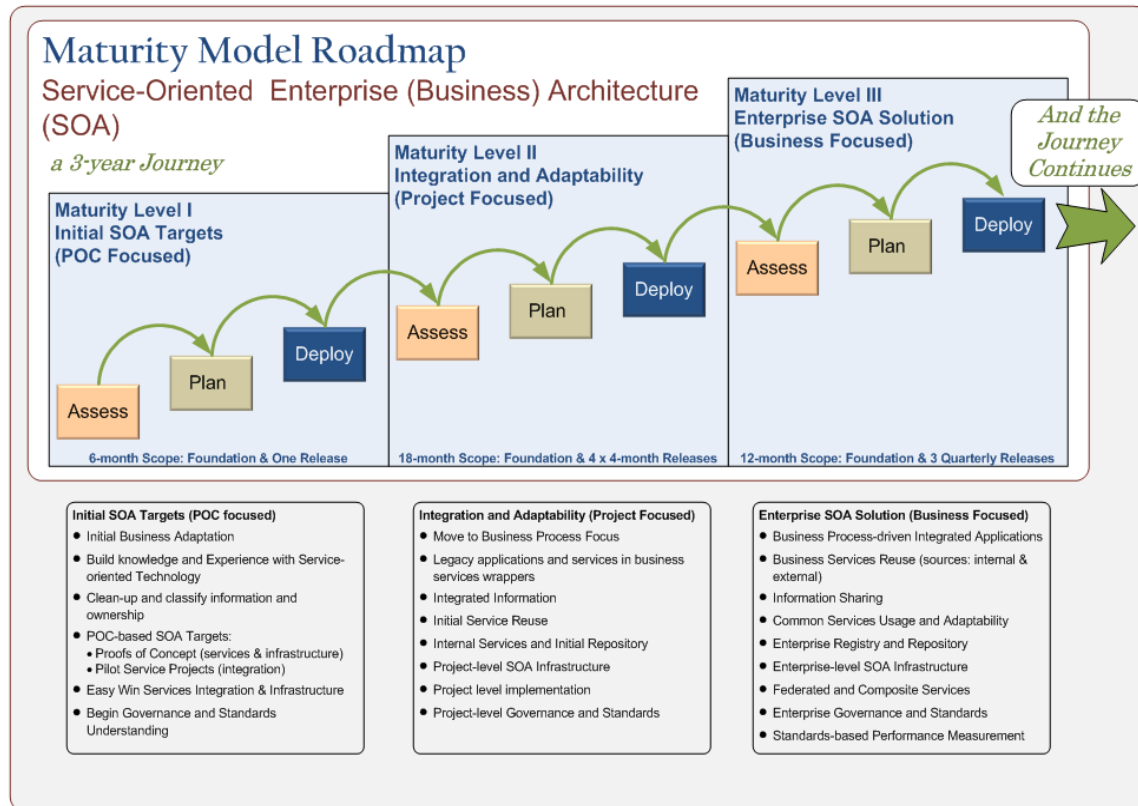 Maturity Model Roadmap
Service-Oriented Enterprise (Business) Architecture
(SOA)
a 3-year Journey
Maturity Level I
Initial SOA Targets
(POC Focused)
Assess
Plan
Deploy
6-month Scope: Foundation & One Release
Maturity Level II
Integration and Adaptability
(Project Focused)
Assess
Plan
Deploy
18-month Scope: Foundation & 4 x 4-month Releases
Maturity Level III
Enterprise SOA Solution
(Business Focused)
Assess
Plan
Deploy
12-month Scope: Foundation & 3 Quarterly Releases
And the
Journey
Continues
Initial SOA Targets (POC focused)
• Initial Business Adaptation
• Build knowledge and Experience with Service-
oriented Technology
• Clean-up and classify information and
ownership
• POC-based SOA Targets:
• Proofs of Concept (services & infrastructure)
• Pilot Service Projects (integration)
• Easy Win Services Integration & Infrastructure
• Begin Governance and Standards
Understanding
Integration and Adaptability (Project Focused)
• Move to Business Process Focus
• Legacy applications and services in business
services wrappers
• Integrated Information
• Initial Service Reuse
• Internal Services and Initial Repository
• Project-level SOA Infrastructure
• Project level implementation
• Project-level Governance and Standards
Enterprise SOA Solution (Business Focused)
• Business Process-driven Integrated Applications
• Business Services Reuse (sources: internal &
external)
• Information Sharing
• Common Services Usage and Adaptability
• Enterprise Registry and Repository
• Enterprise-level SOA Infrastructure
• Federated and Composite Services
• Enterprise Governance and Standards
• Standards-based Performance Measurement